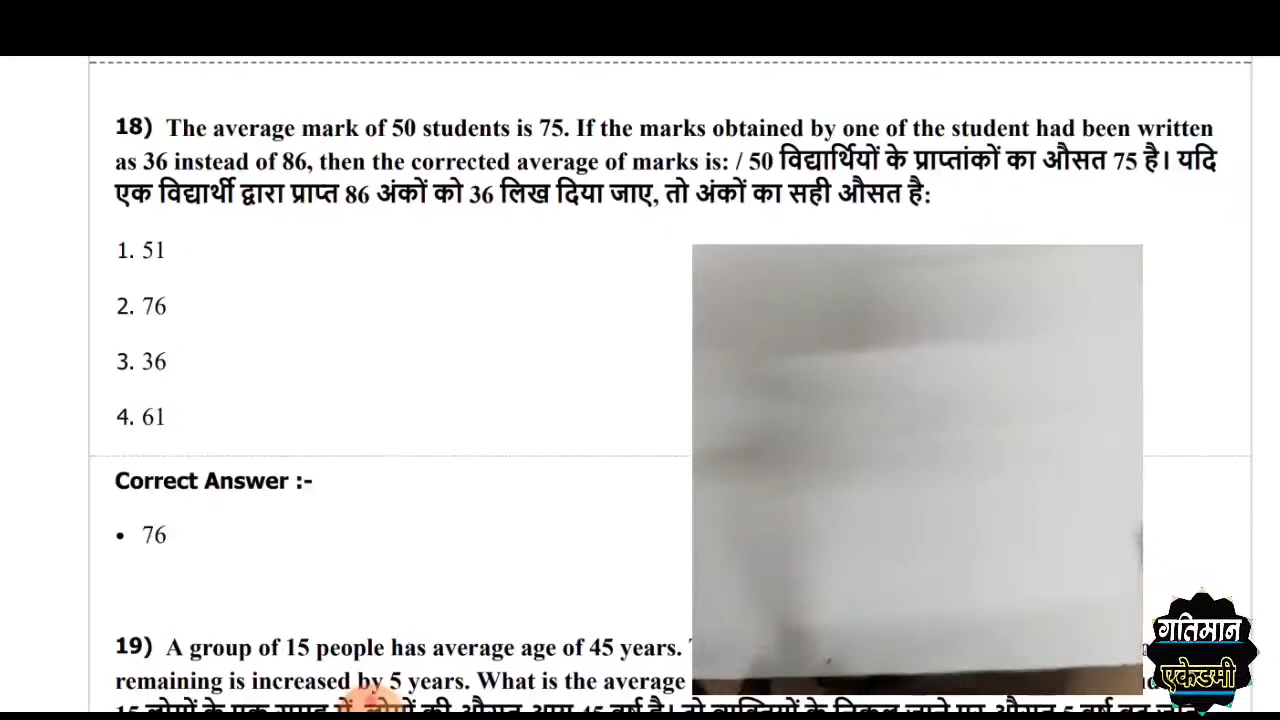 18) The average mark of 50 students is 75. If the marks obtained by one of the student had been written
as 36 instead of 86, then the corrected average of marks is: / 50 विद्यार्थियों के प्राप्तांकों का औसत 75 है। यदि
एक विद्यार्थी द्वारा प्राप्त 86 अंकों को 36 लिख दिया जाए, तो अंकों का सही औसत है:
1. 51
2. 76
3. 36
4. 61
Correct Answer :-
• 76
19) A group of 15 people has average age of 45 years.
remaining is increased by 5 years. What is the average
गतिमान
एकेडमी